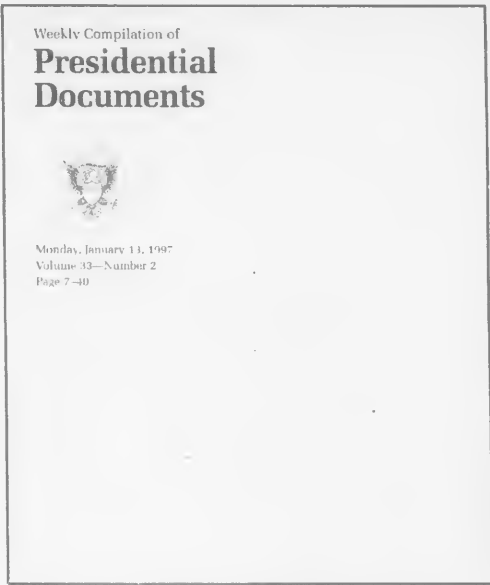 Weekly Compilation of
Presidential
Documents
Monday, January 13, 1997
Volume 33—Number 2
Page 7–40